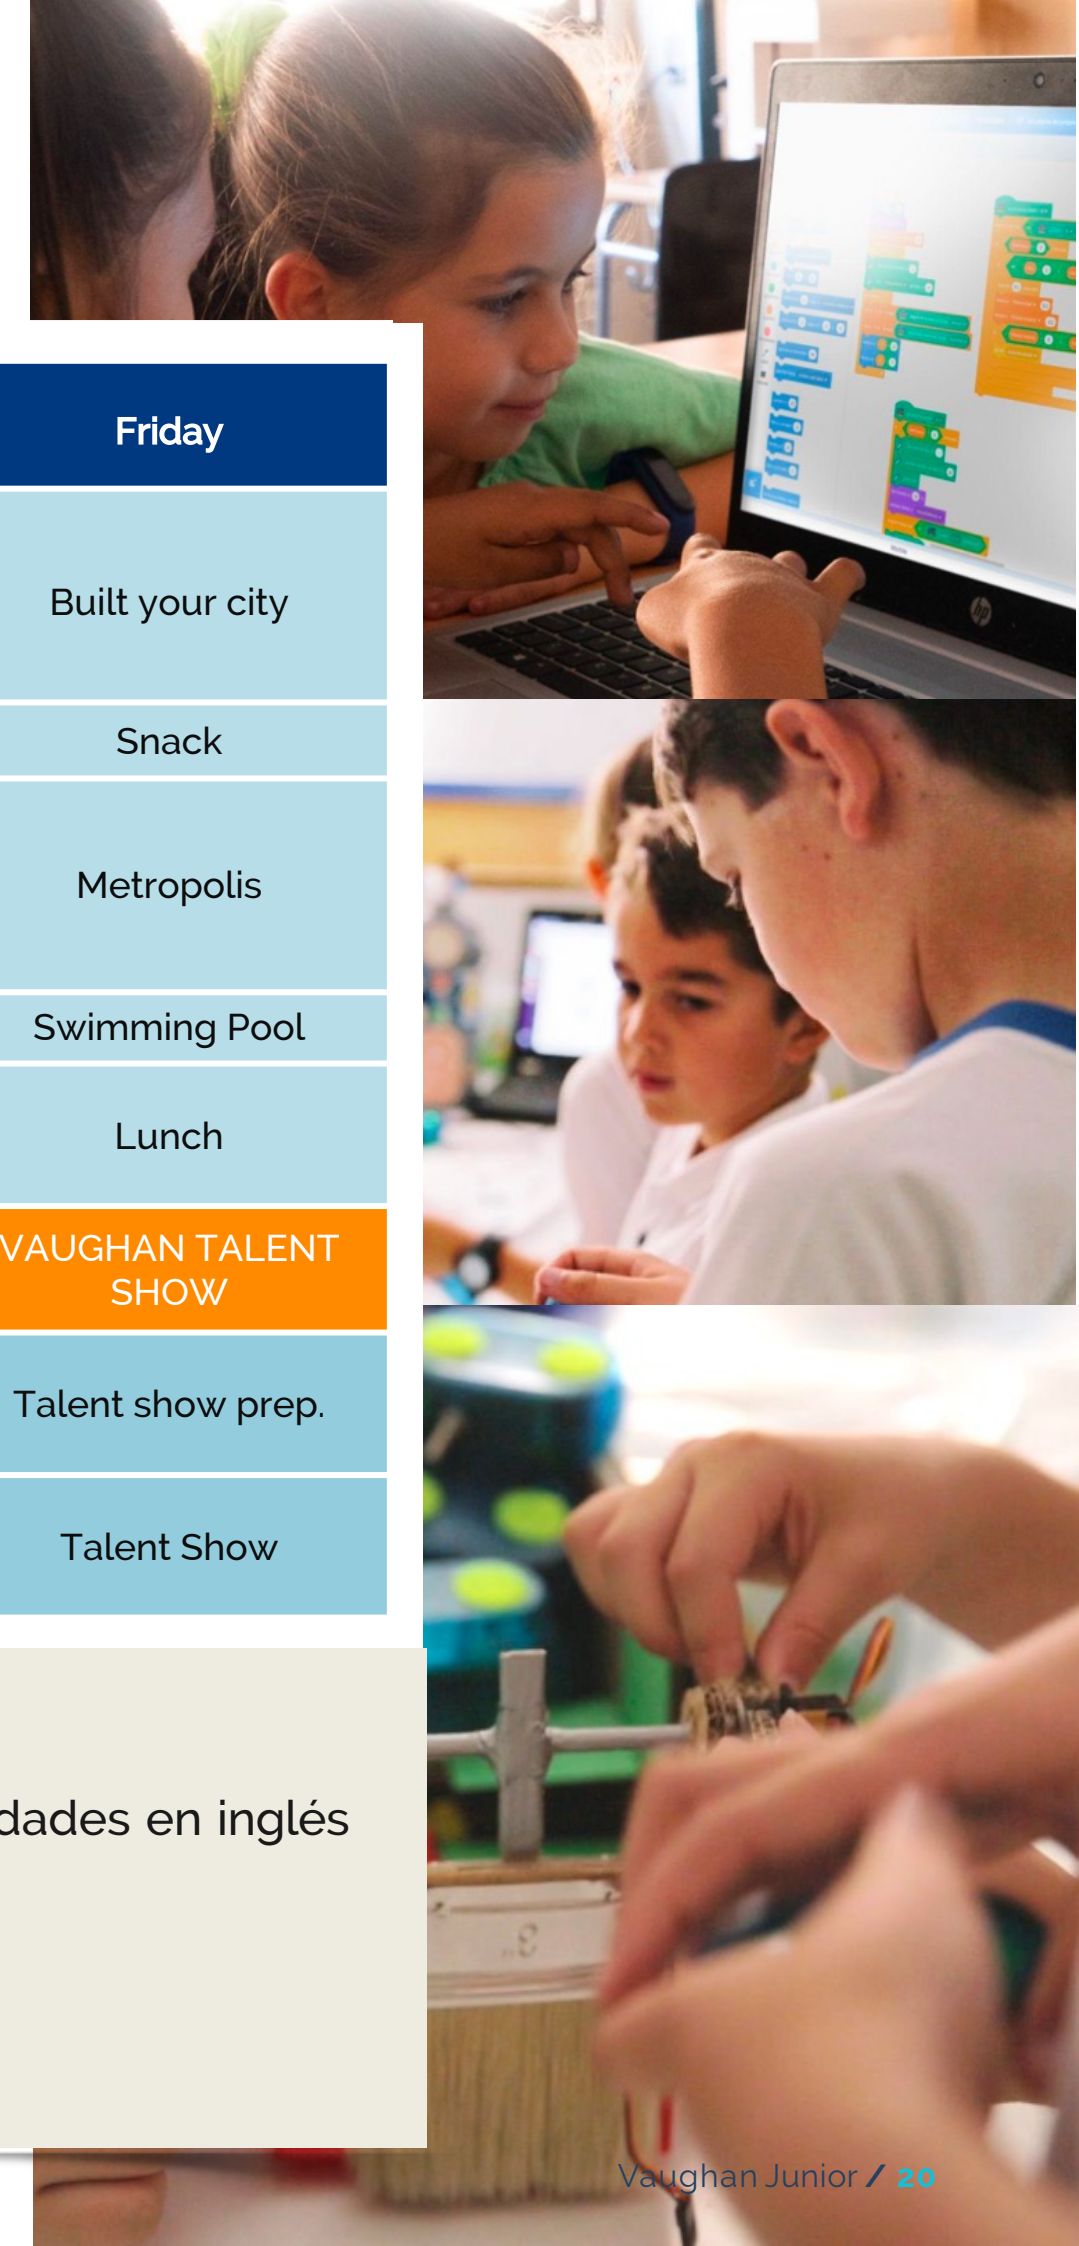 Friday
Built your city
Snack
Metropolis
Swimming Pool
Lunch
VAUGHAN TALENT
SHOW
Talent show prep.
Talent Show
dades en inglés
hp
Vaughan Junior / 20